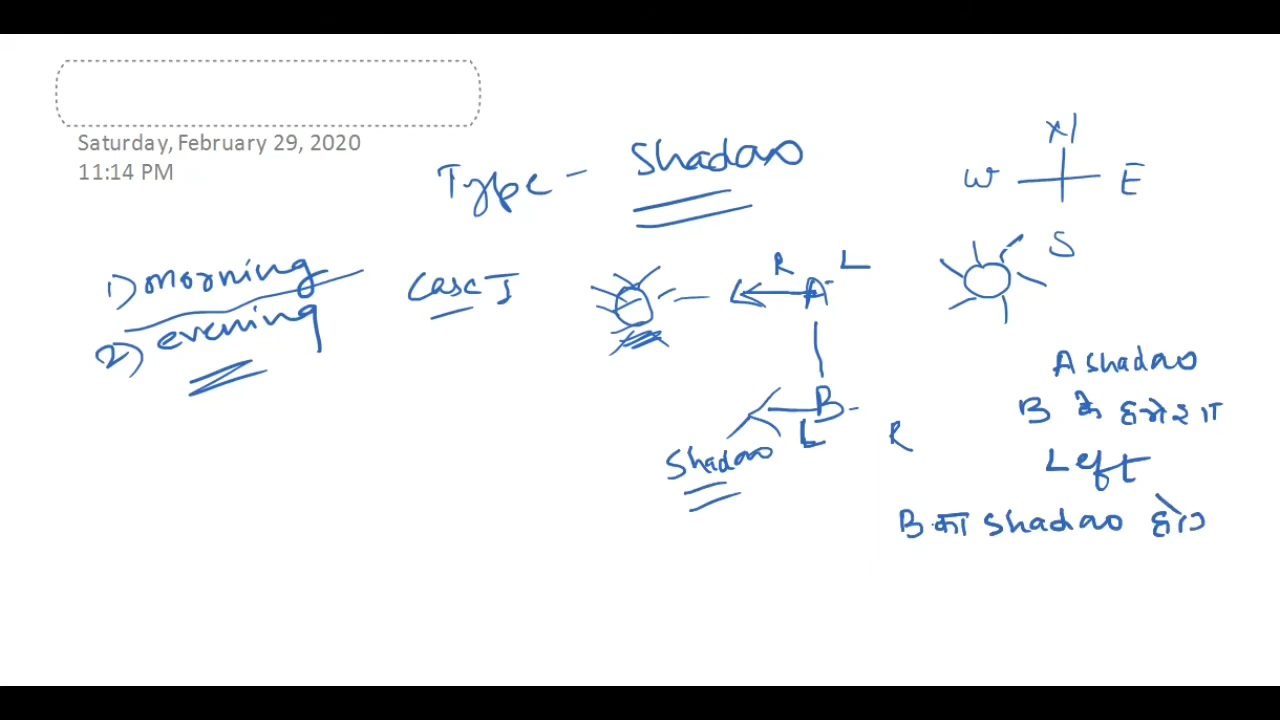 Saturday, February 29, 2020
11:14 PM
Type - Shadow
N
W E
S
1) morning
2) evening
Case I
R L
A
B
L R
Shadow
A shadow
B के
Left
B का shadow